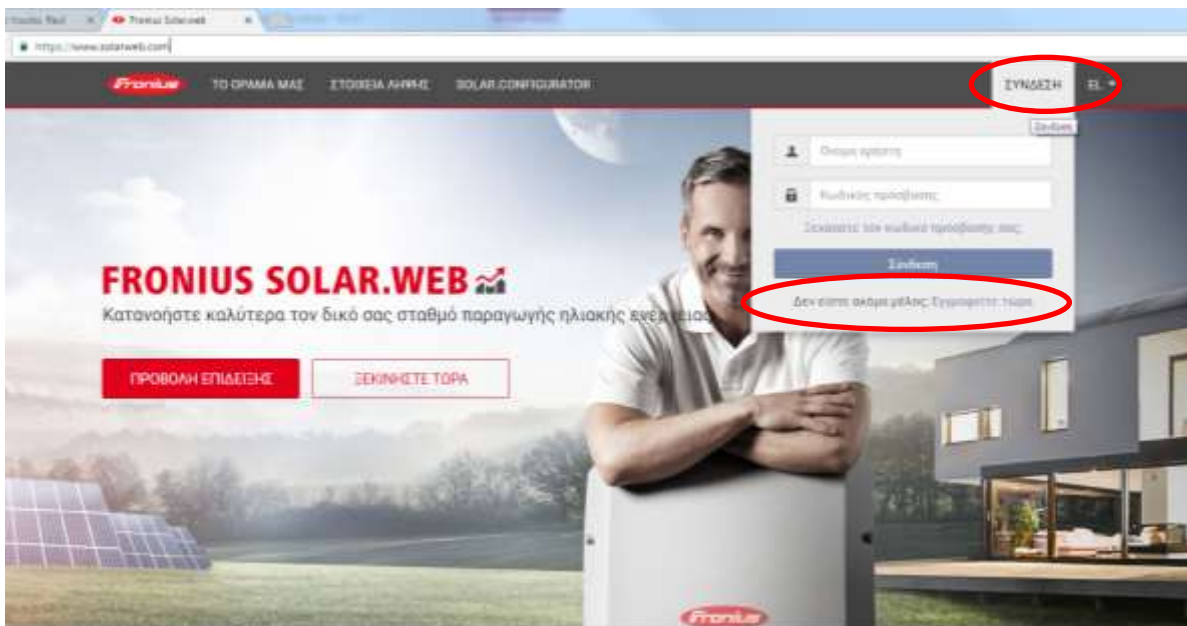 Fronius Solar.web
https://www.solarweb.com
Fronius
ΤΟ ΟΡΑΜΑ ΜΑΣ
ΣΤΟΙΧΕΙΑ ΛΗΨΗΣ
SOLAR.CONFIGURATOR
ΣΥΝΔΕΣΗ
EL
Σύνδεση
Όνομα χρήστη
Κωδικός πρόσβασης
Ξεχάσατε τον κωδικό πρόσβασής σας;
Σύνδεση
Δεν είστε ακόμα μέλος; Εγγραφείτε τώρα.
FRONIUS SOLAR.WEB
Κατανοήστε καλύτερα τον δικό σας σταθμό παραγωγής ηλιακής ενέργειας
ΠΡΟΒΟΛΗ ΕΠΙΔΕΙΞΗΣ
ΞΕΚΙΝΗΣΤΕ ΤΩΡΑ
Fronius